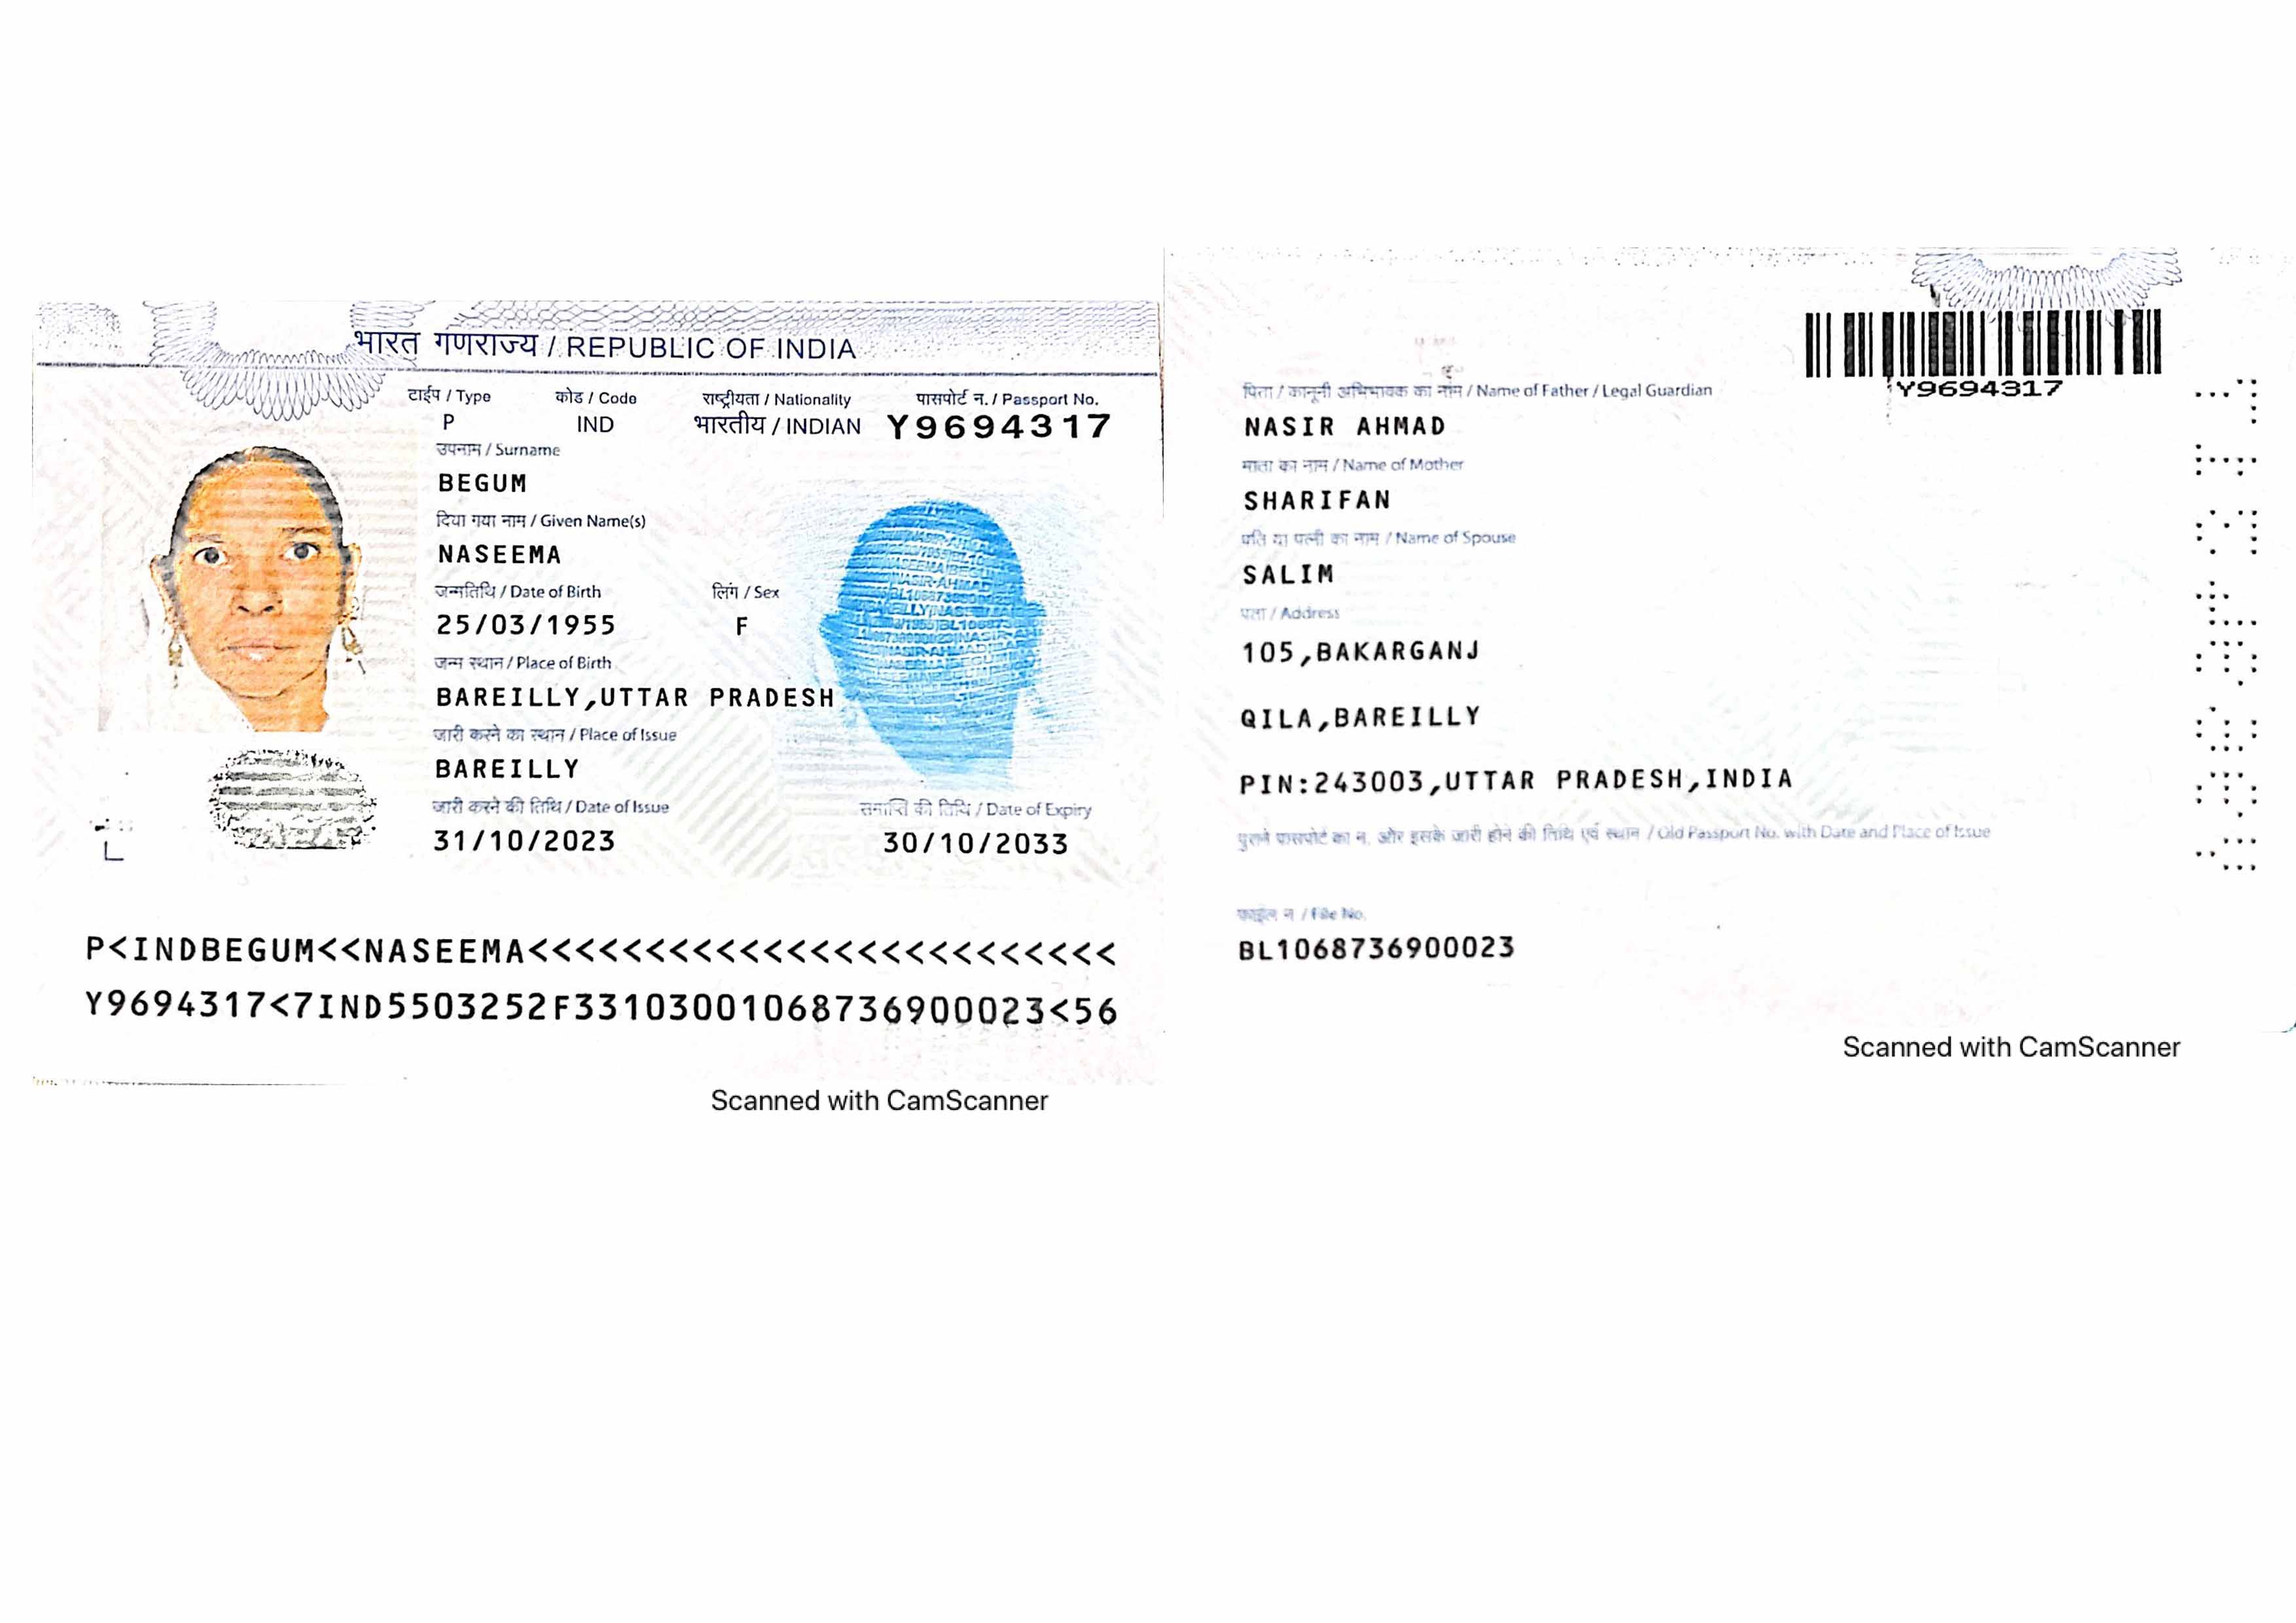 भारत गणराज्य / REPUBLIC OF INDIA
टाईप / Type कोड / Code राष्ट्रीयता / Nationality पासपोर्ट न. / Passport No.
P IND भारतीय / INDIAN Y9694317
उपनाम / Surname
BEGUM
दिया गया नाम / Given Name(s)
NASEEMA
जन्मतिथि / Date of Birth लिंग / Sex
25/03/1955 F
जन्म स्थान / Place of Birth
BAREILLY,UTTAR PRADESH
जारी करने का स्थान / Place of Issue
BAREILLY
जारी करने की तिथि / Date of Issue समाप्ति की तिथि / Date of Expiry
31/10/2023 30/10/2033
P<INDBEGUM<<NASEEMA<<<<<<<<<<<<<<<<<<<<<<<<<
Y9694317<7IND5503252F33103001068736900023<56
Scanned with CamScanner
Y9694317
पिता / कानूनी अभिभावक का नाम / Name of Father / Legal Guardian
NASIR AHMAD
माता का नाम / Name of Mother
SHARIFAN
पति या पत्नी का नाम / Name of Spouse
SALIM
पता / Address
105,BAKARGANJ
QILA,BAREILLY
PIN:243003,UTTAR PRADESH,INDIA
पुराने पासपोर्ट का न. और इसके जारी होने की तिथि एवं स्थान / Old Passport No. with Date and Place of Issue
फाईल न / File No.
BL1068736900023
Scanned with CamScanner